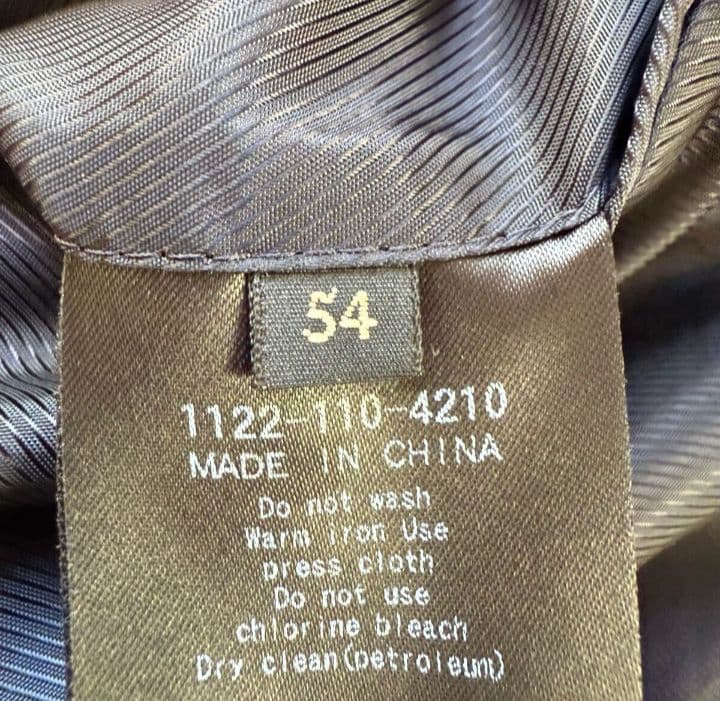 54
1122-110-4210
MADE IN CHINA
Do not wash
Warm iron Use
press cloth
Do not use
chlorine bleach
Dry clean(petroleum)